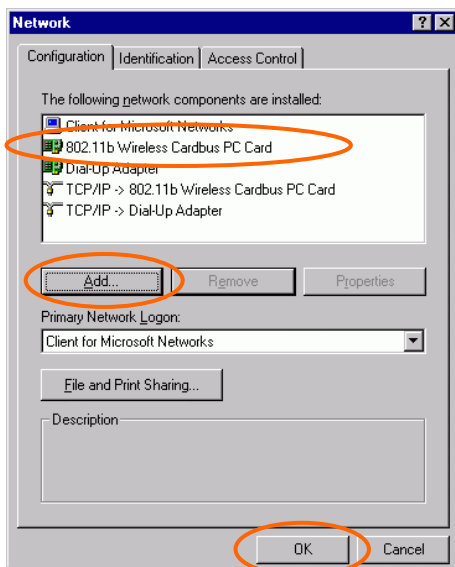 Network
Configuration Identification Access Control
The following network components are installed:
Client for Microsoft Networks
802.11b Wireless Cardbus PC Card
Dial-Up Adapter
TCP/IP -> 802.11b Wireless Cardbus PC Card
TCP/IP -> Dial-Up Adapter
Add... Remove Properties
Primary Network Logon:
Client for Microsoft Networks
File and Print Sharing...
Description
OK Cancel